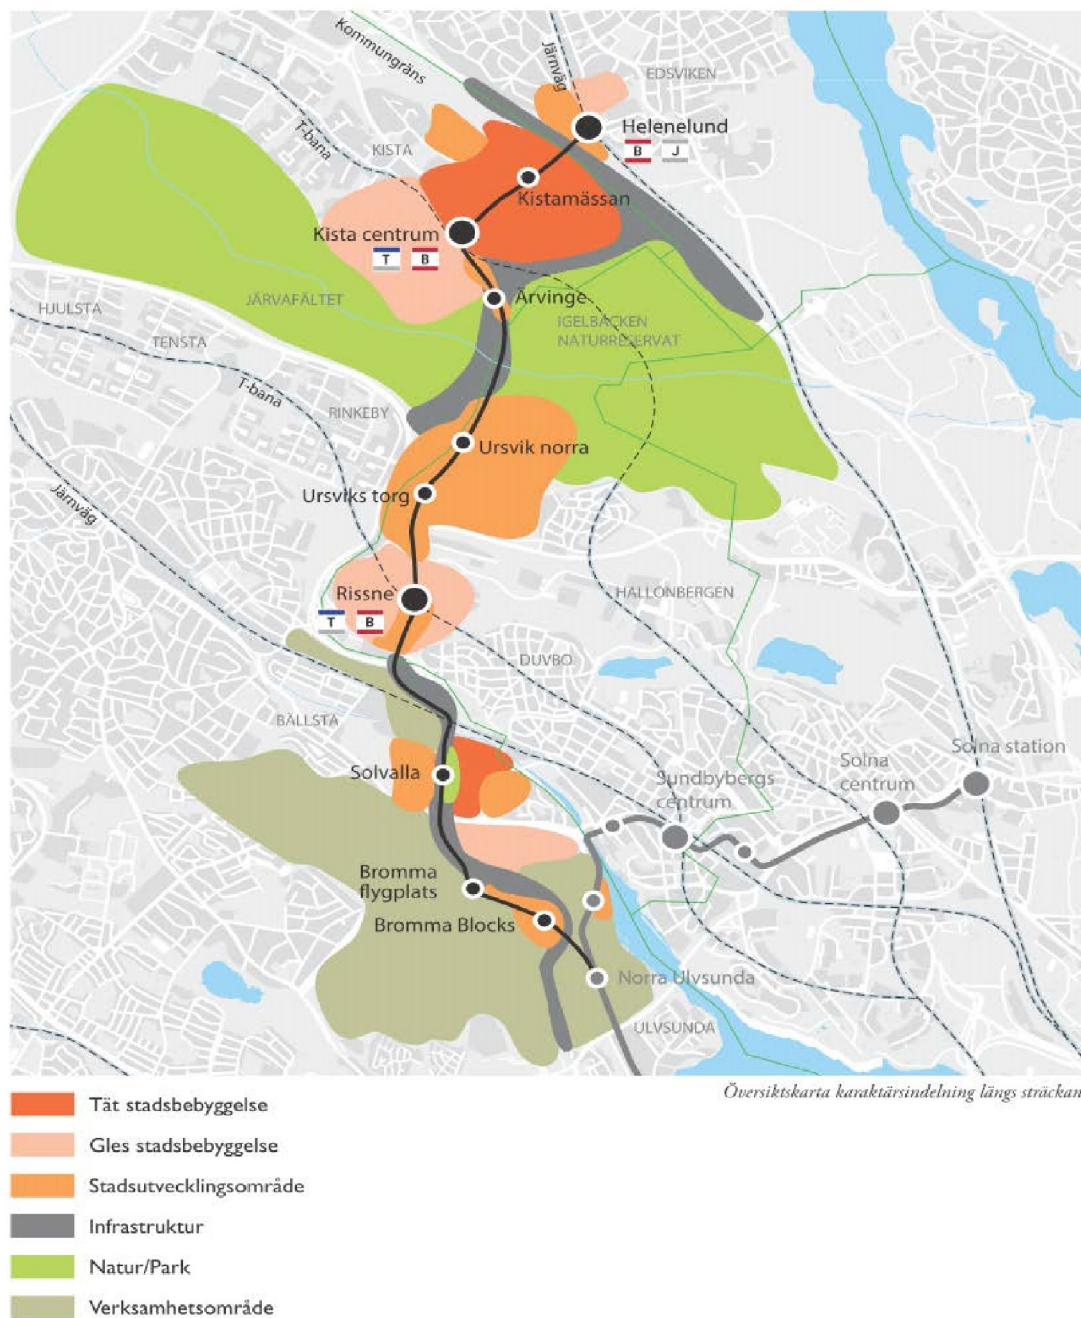 Kommungräns
Järnväg
EDSVIKEN
Helenelund
B J
T-bana
KISTA
Kistamässan
Kista centrum
T B
Ärvinge
JÄRVAFÄLTET
IGELBÄCKEN
NATURRESERVAT
HJULSTA
TENSTA
T-bana
RINKEBY
Ursvik norra
Ursviks torg
Järnväg
Rissne
T B
HALLONBERGEN
DUVBO
BÄLLSTA
Solvalla
Sundbybergs
centrum
Solna
centrum
Solna station
Bromma
flygplats
Bromma Blocks
Norra Ulvsunda
ULVSUNDA
Översiktskarta karaktärsindelning längs sträckan
Tät stadsbebyggelse
Gles stadsbebyggelse
Stadsutvecklingsområde
Infrastruktur
Natur/Park
Verksamhetsområde